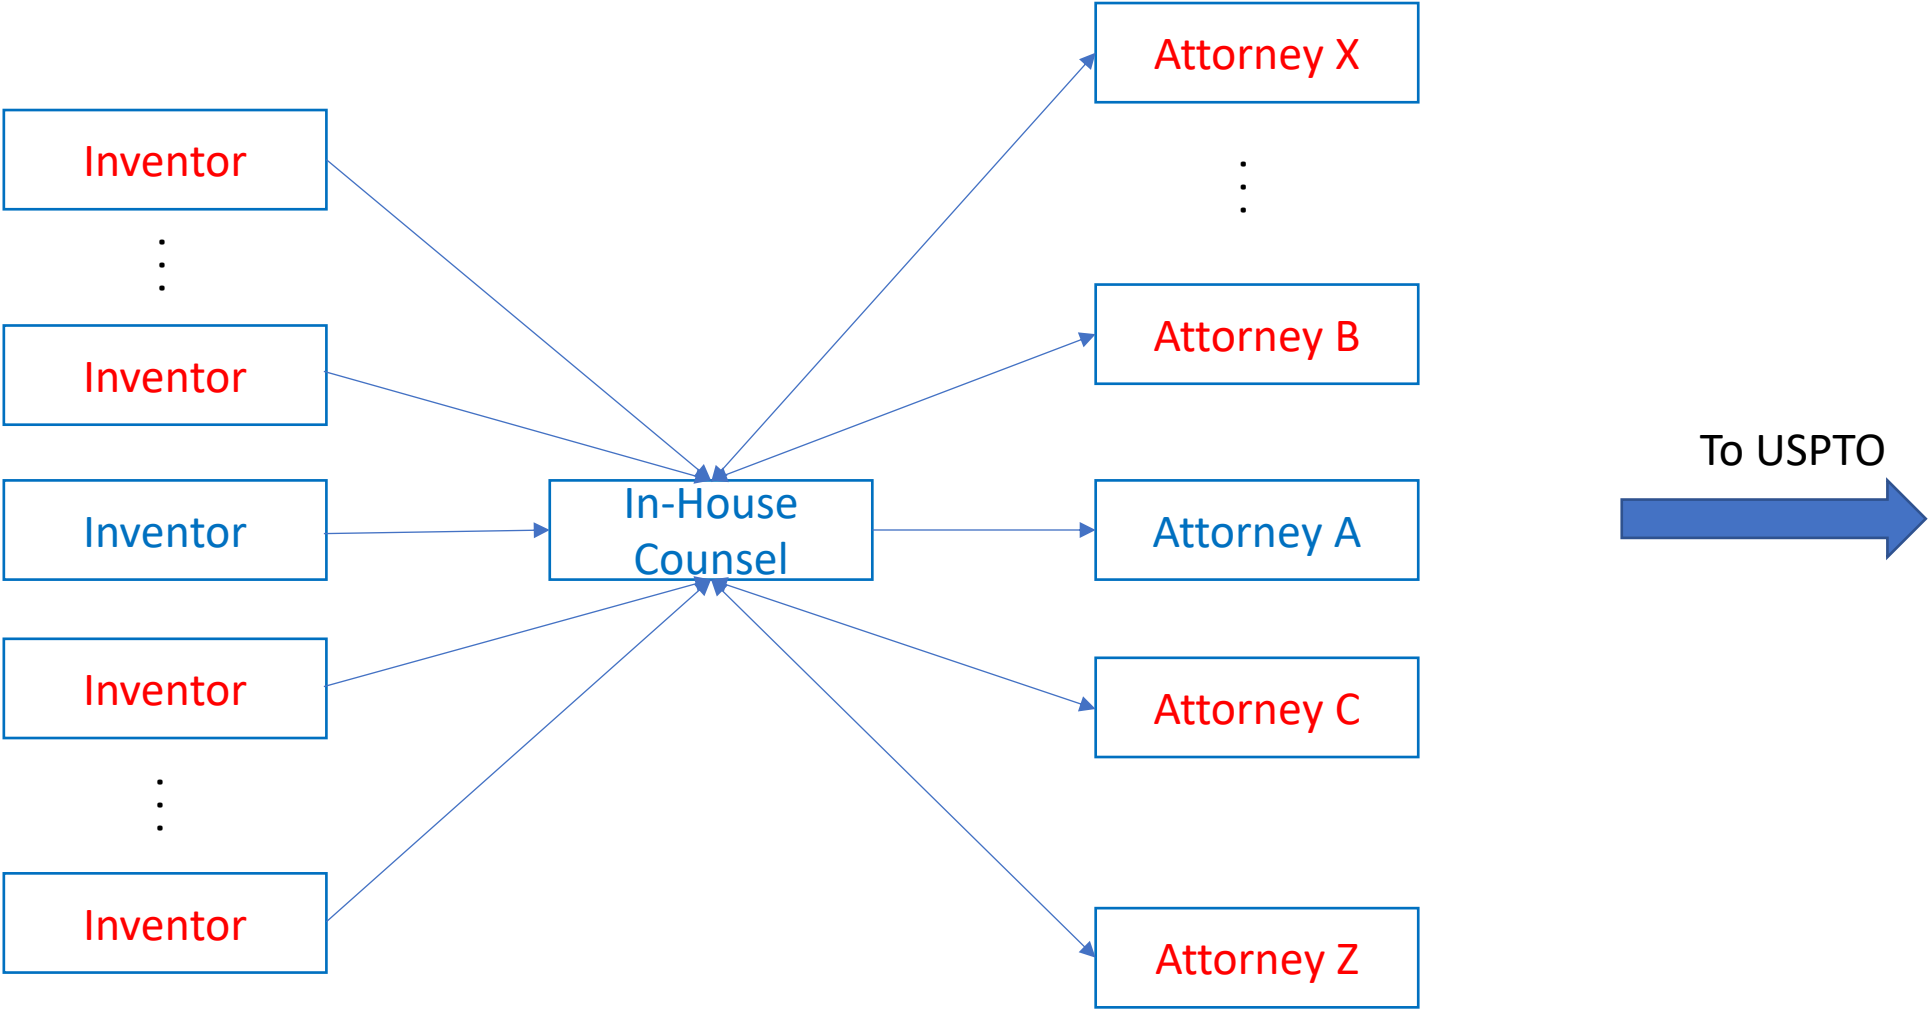 Inventor
Inventor
Inventor
Inventor
Inventor
In-House
Counsel
Attorney X
Attorney B
Attorney A
Attorney C
Attorney Z
To USPTO